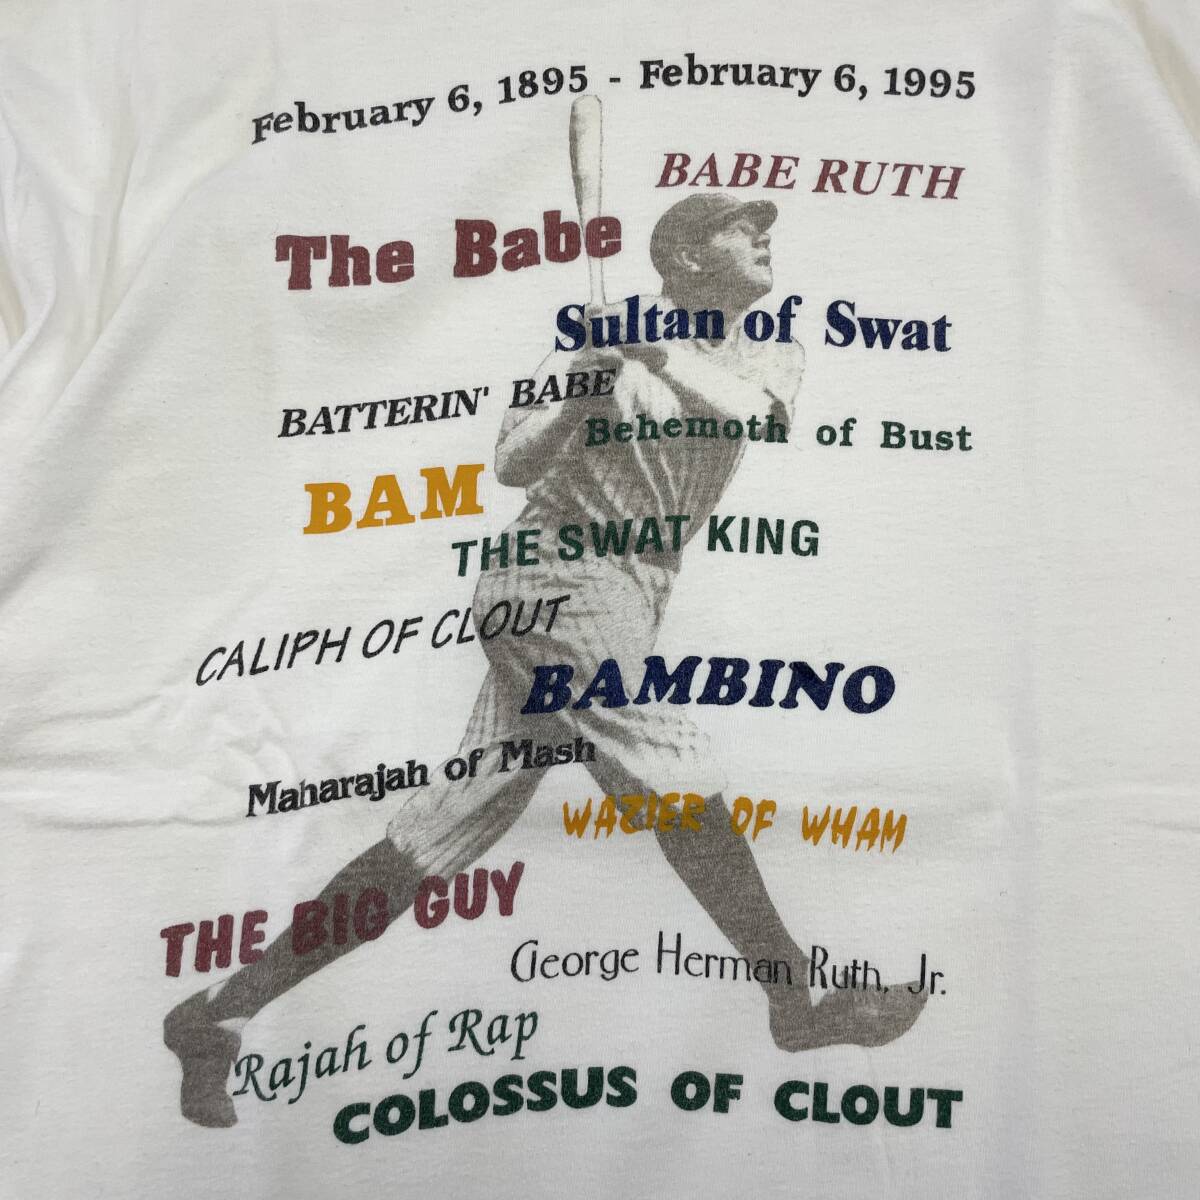 February 6, 1895 - February 6, 1995
BABE RUTH
The Babe
Sultan of Swat
BATTERIN' BABE
Behemoth of Bust
BAM
THE SWAT KING
CALIPH OF CLOUT
BAMBINO
Maharajah of Mash
WAZIER OF WHAM
THE BIG GUY
George Herman Ruth, Jr.
Rajah of Rap
COLOSSUS OF CLOUT